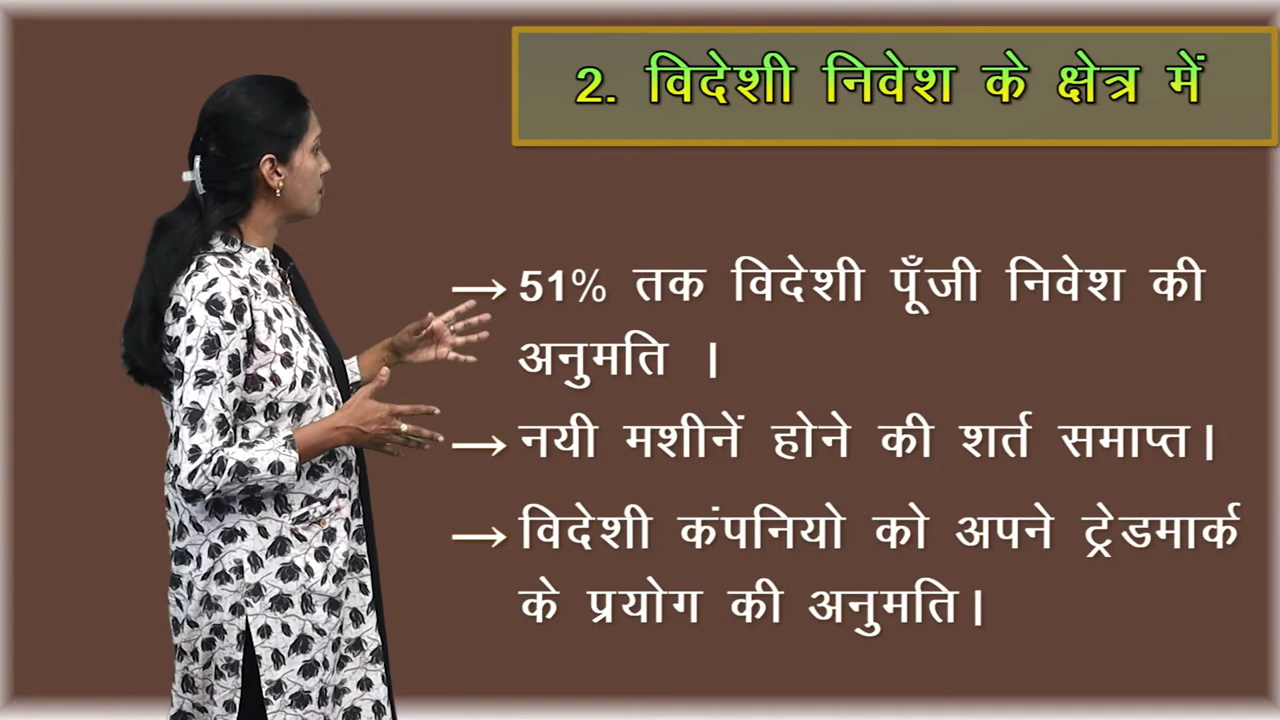 2. विदेशी निवेश के क्षेत्र में
→ 51% तक विदेशी पूँजी निवेश की
अनुमति ।
→ नयी मशीनें होने की शर्त समाप्त।
→ विदेशी कंपनियो को अपने ट्रेडमार्क
के प्रयोग की अनुमति।